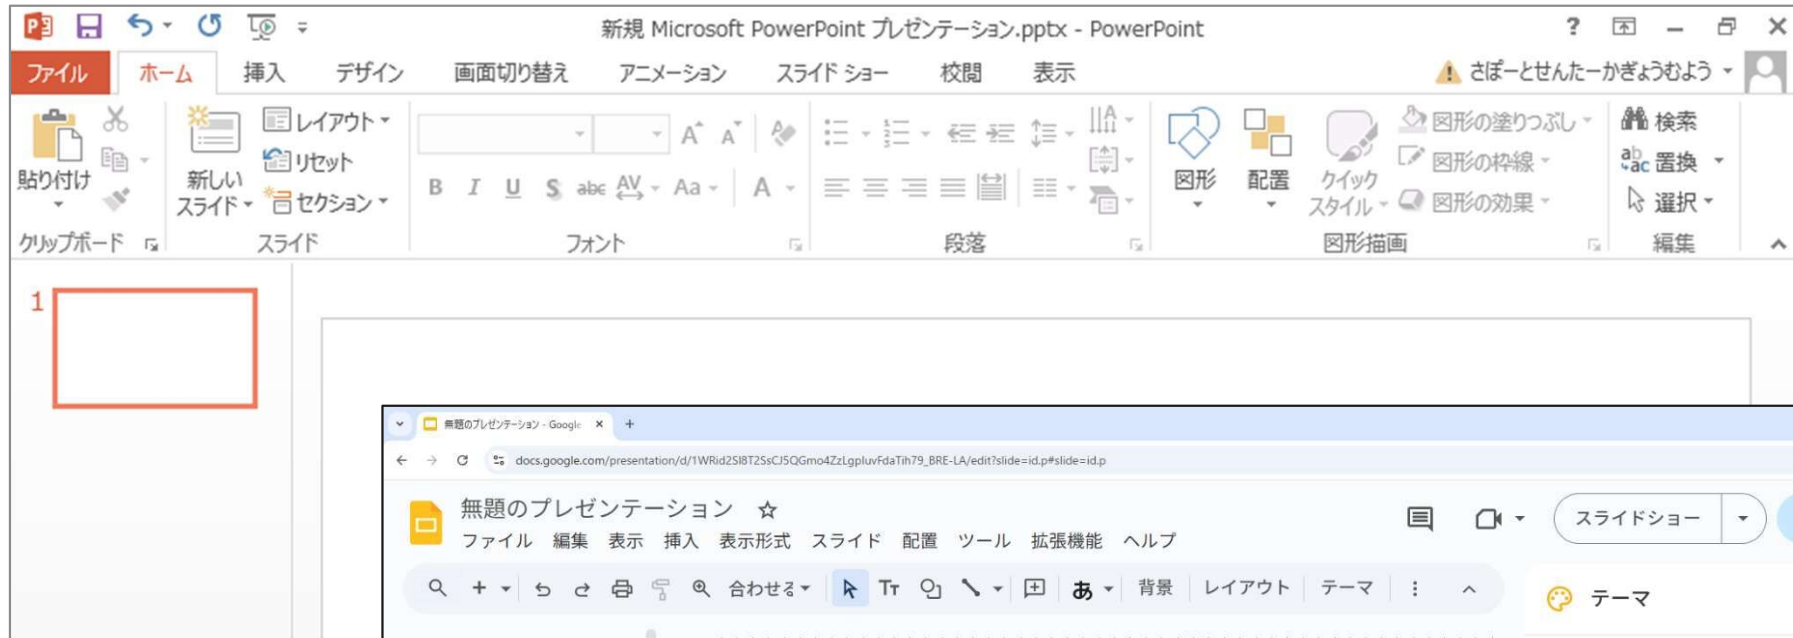 新規 Microsoft PowerPoint プレゼンテーション.pptx - PowerPoint
ファイル ホーム 挿入 デザイン 画面切り替え アニメーション スライド ショー 校閲 表示 さぽーとせんたーかぎょうむよう
貼り付け
新しい
スライド
レイアウト
リセット
セクション
B I U S abc AV Aa A
図形
配置
クイック
スタイル
図形の塗りつぶし
図形の枠線
図形の効果
検索
置換
選択
クリップボード スライド フォント 段落 図形描画 編集
1
無題のプレゼンテーション - Google
docs.google.com/presentation/d/1WRid2SI8T2SsCJ5QGmo4ZzLgpluvFdaTih79_BRE-LA/edit?slide=id.p#slide=id.p
無題のプレゼンテーション
スライドショー
ファイル 編集 表示 挿入 表示形式 スライド 配置 ツール 拡張機能 ヘルプ
合わせる Tт あ 背景 レイアウト テーマ
テーマ